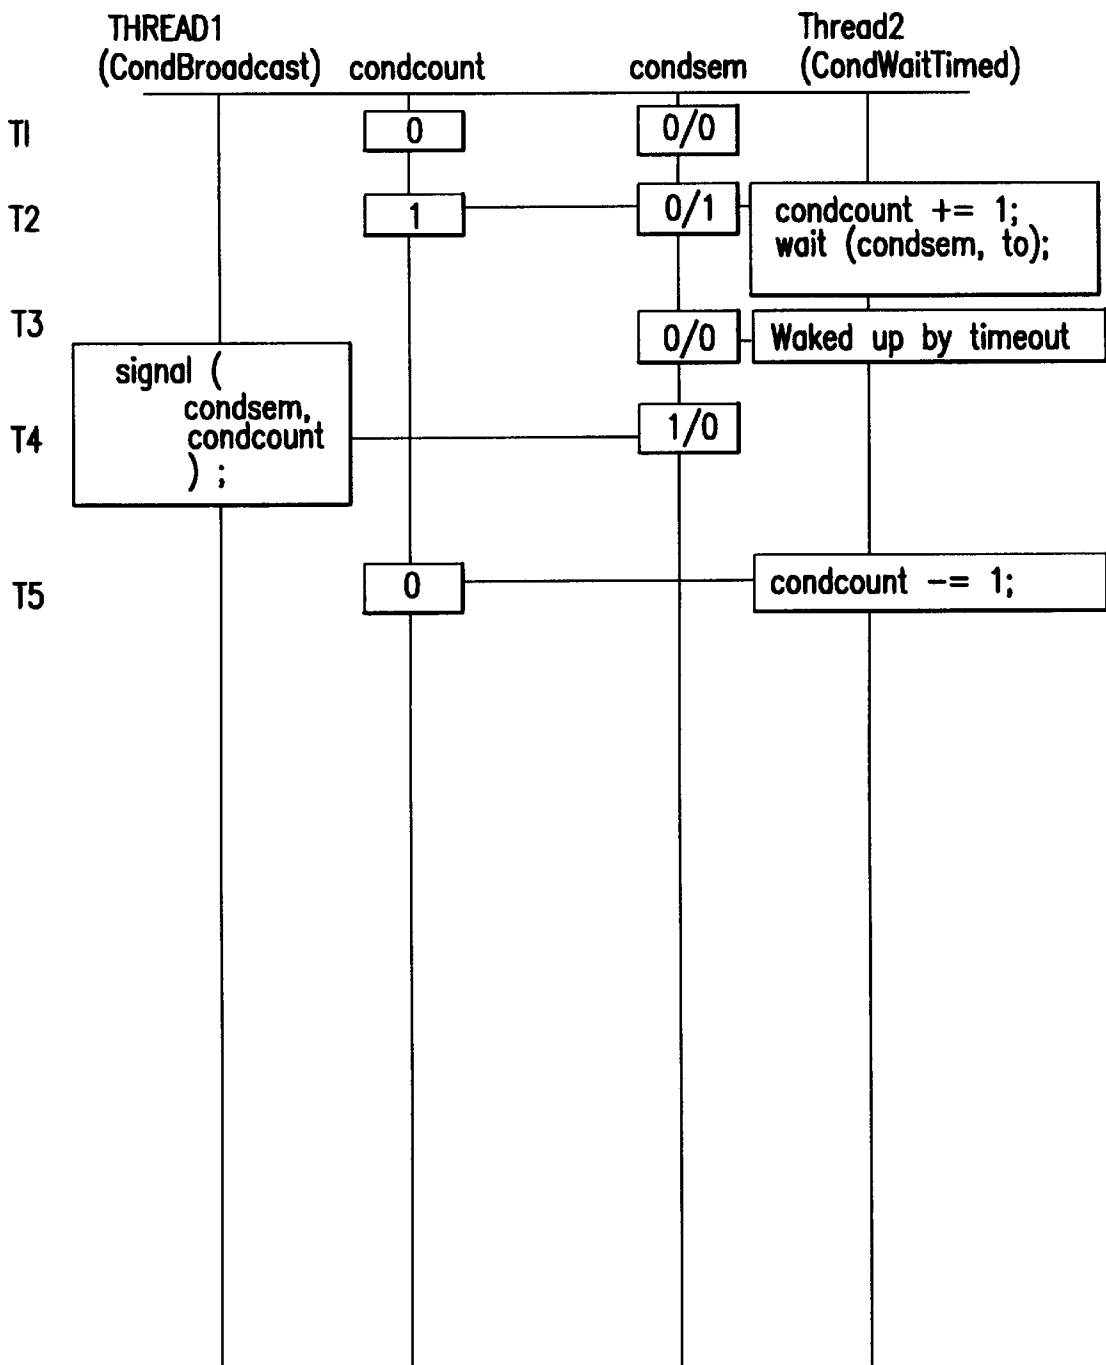 THREAD1
(CondBroadcast)
condcount
condsem
Thread2
(CondWaitTimed)
T1
0
0/0
T2
1
0/1
condcount += 1;
wait (condsem, to);
T3
0/0
Waked up by timeout
signal (
condsem,
condcount
) ;
T4
1/0
T5
0
condcount -= 1;